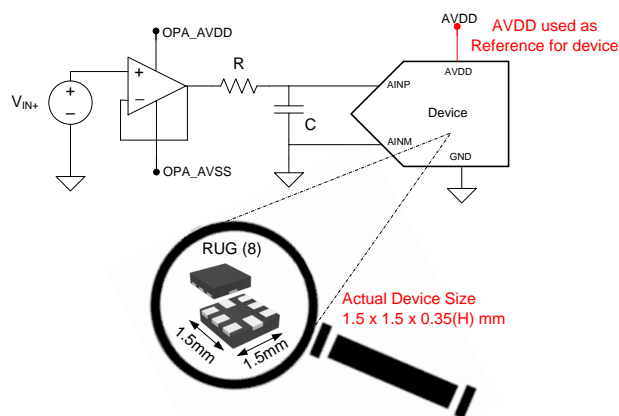 AVDD
AVDD used as
Reference for device
OPA_AVDD
R
+
AINP
AVDD
VIN+
+
Device
C
AINM
GND
OPA_AVSS
RUG (8)
1.5mm
1.5mm
Actual Device Size
1.5 x 1.5 x 0.35(H) mm